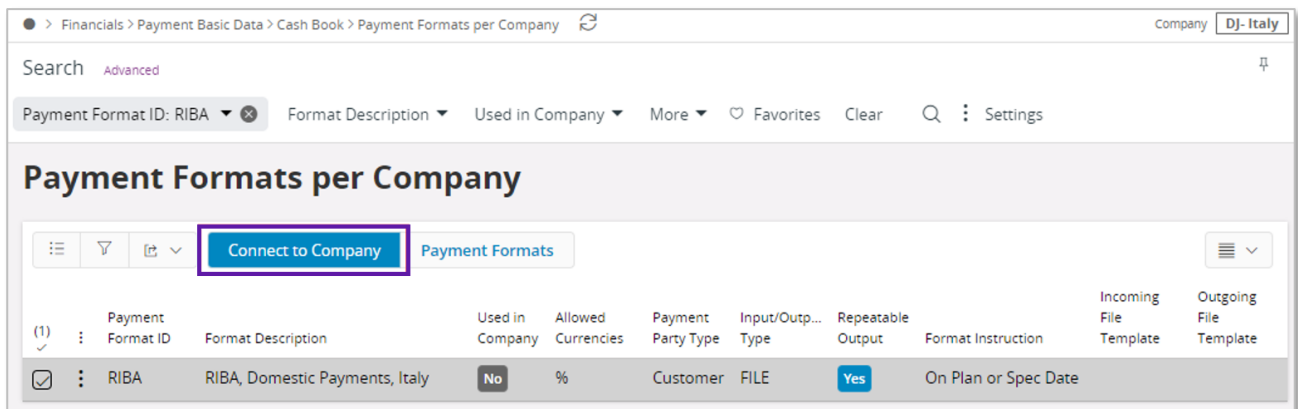 Financials > Payment Basic Data > Cash Book > Payment Formats per Company Company DJ- Italy
Search Advanced
Payment Format ID: RIBA Format Description Used in Company More Favorites Clear Settings
Payment Formats per Company
Connect to Company Payment Formats
(1) Payment Format ID Format Description Used in Company Allowed Currencies Payment Party Type Input/Outp... Type Repeatable Output Format Instruction Incoming File Template Outgoing File Template
RIBA RIBA, Domestic Payments, Italy No % Customer FILE Yes On Plan or Spec Date